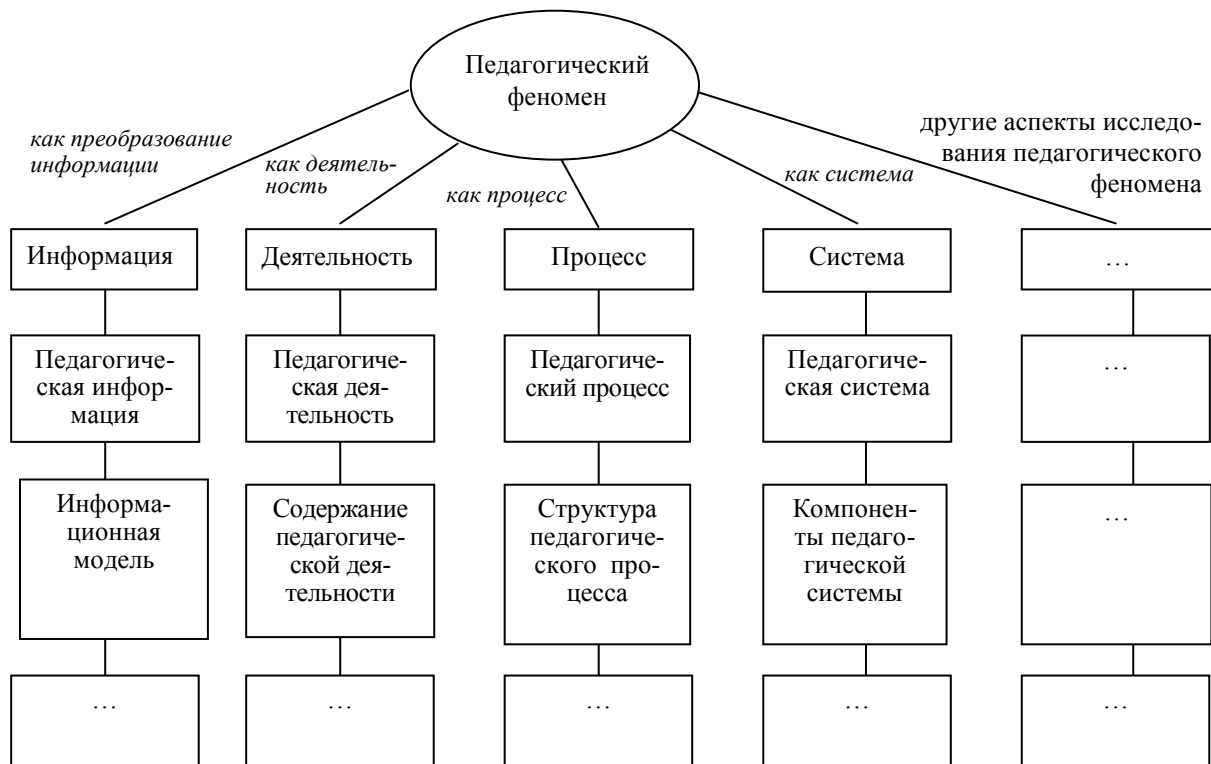 Педагогический
феномен
как преобразование
информации
как деятель-
ность
как процесс
как система
другие аспекты исследо-
вания педагогического
феномена
Информация
Деятельность
Процесс
Система
…
Педагогиче-
ская инфор-
мация
Педагогиче-
ская дея-
тельность
Педагогиче-
ский процесс
Педагогиче-
ская система
…
Информа-
ционная
модель
Содержание
педагогиче-
ской дея-
тельности
Структура
педагогиче-
ского про-
цесса
Компонен-
ты педаго-
гической
системы
…
…
…
…
…
…